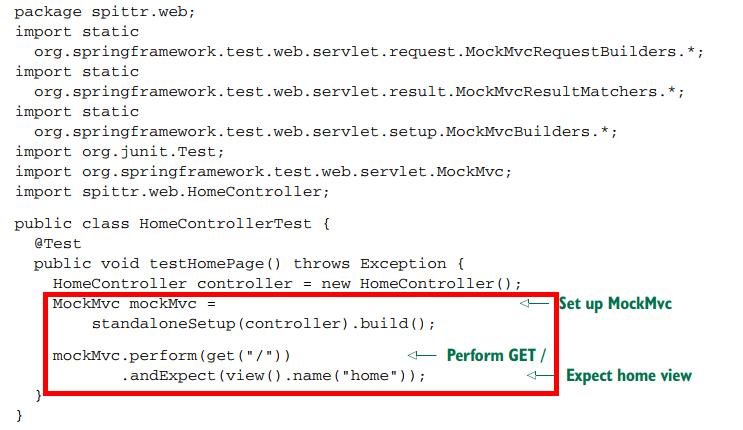 package spittr.web;
import static
org.springframework.test.web.servlet.request.MockMvcRequestBuilders.*;
import static
org.springframework.test.web.servlet.result.MockMvcResultMatchers.*;
import static
org.springframework.test.web.servlet.setup.MockMvcBuilders.*;
import org.junit.Test;
import org.springframework.test.web.servlet.MockMvc;
import spittr.web.HomeController;
public class HomeControllerTest {
@Test
public void testHomePage() throws Exception {
HomeController controller = new HomeController();
MockMvc mockMvc = Set up MockMvc
standaloneSetup(controller).build();
mockMvc.perform(get("/")) Perform GET /
.andExpect(view().name("home")); Expect home view
}
}